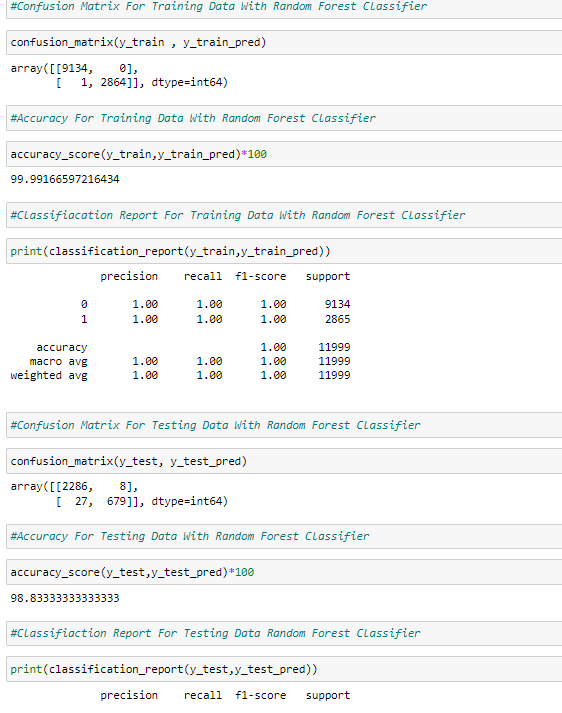 #Confusion Matrix For Training Data With Random Forest Classifier
confusion_matrix(y_train , y_train_pred)
array([[9134,    0],
       [   1, 2864]], dtype=int64)
#Accuracy For Training Data With Random Forest Classifier
accuracy_score(y_train,y_train_pred)*100
99.99166597216434
#Classifiacation Report For Training Data With Random Forest Classifier
print(classification_report(y_train,y_train_pred))
              precision    recall  f1-score   support
           0       1.00      1.00      1.00      9134
           1       1.00      1.00      1.00      2865
    accuracy                           1.00     11999
   macro avg       1.00      1.00      1.00     11999
weighted avg       1.00      1.00      1.00     11999
#Confusion Matrix For Testing Data With Random Forest Classifier
confusion_matrix(y_test, y_test_pred)
array([[2286,    8],
       [  27,  679]], dtype=int64)
#Accuracy For Testing Data With Random Forest Classifier
accuracy_score(y_test,y_test_pred)*100
98.83333333333333
#Classifiaction Report For Testing Data Random Forest Classifier
print(classification_report(y_test,y_test_pred))
              precision    recall  f1-score   support